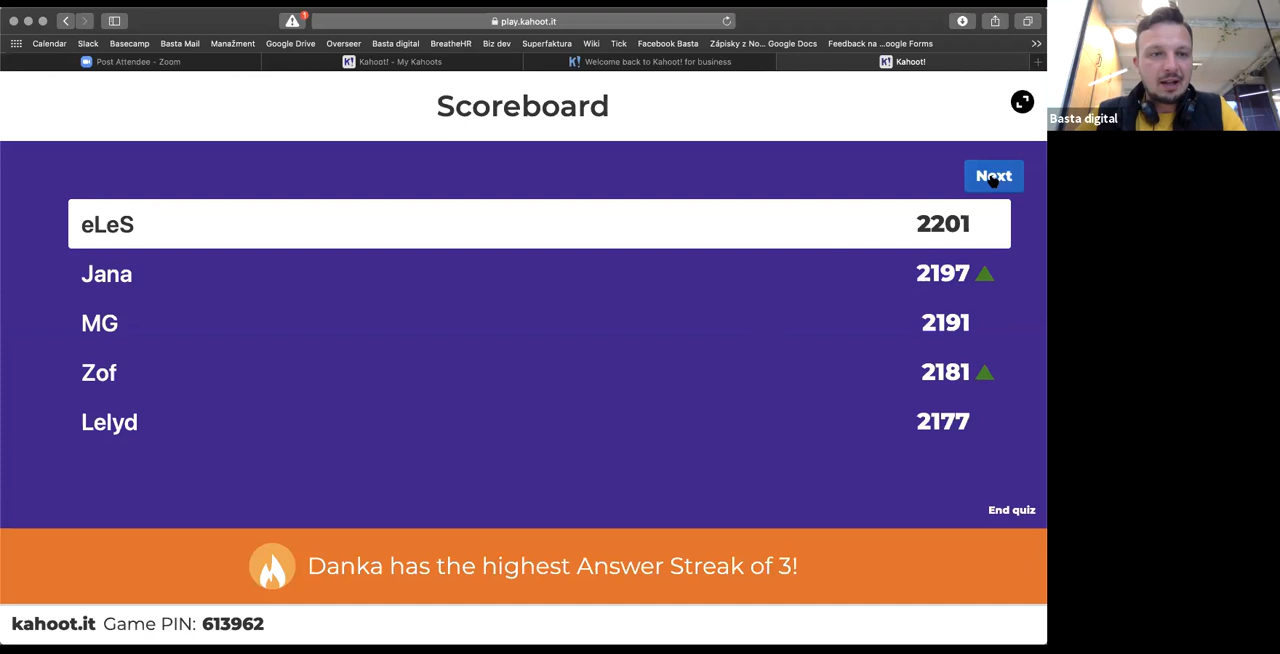 1
play.kahoot.it
Calendar Slack Basecamp Basta Mail Manažment Google Drive Overseer Basta digital BreatheHR Biz dev Superfaktura Wiki Tick Facebook Basta Zápisky z No... Google Docs Feedback na ...oogle Forms
Post Attendee - Zoom K! Kahoot! - My Kahoots K! Welcome back to Kahoot! for business K! Kahoot!
Scoreboard
Basta digital
Next
eLeS 2201
Jana 2197
MG 2191
Zof 2181
Lelyd 2177
End quiz
Danka has the highest Answer Streak of 3!
kahoot.it Game PIN: 613962